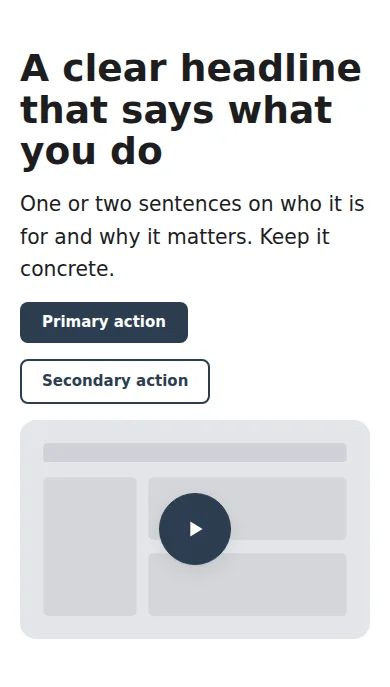 A clear headline
that says what
you do
One or two sentences on who it is
for and why it matters. Keep it
concrete.
Primary action
Secondary action